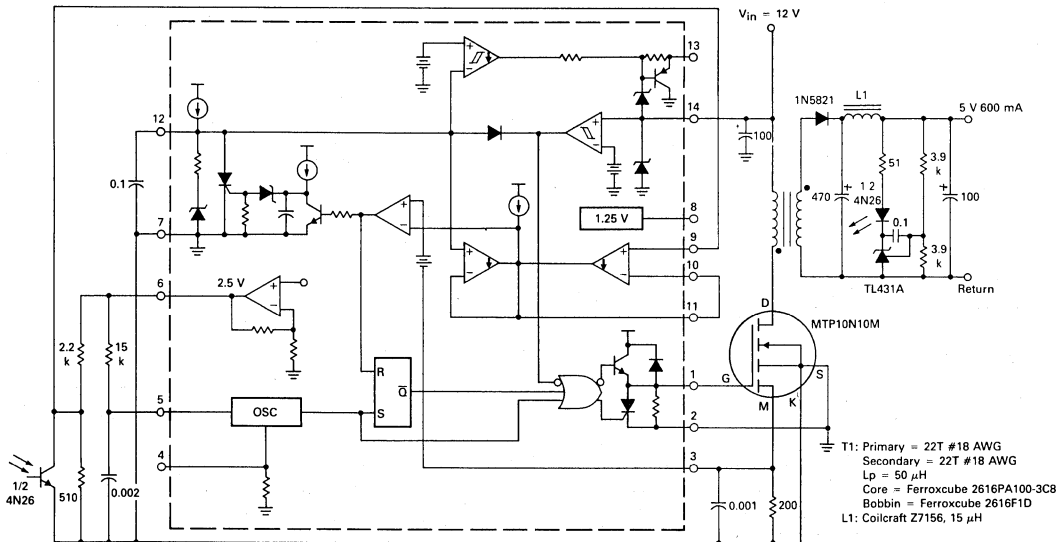 V_in = 12 V
13
14
12
1N5821
L1
5 V 600 mA
100
51
3.9
k
470
1 2
4N26
100
0.1
0.1
7
8
1.25 V
9
10
11
3.9
k
TL431A
Return
6
2.5 V
2.2
k
15
k
D
MTP10N10M
G
M
K
S
R
Q̄
S
1
2
5
OSC
4
3
1/2
4N26
510
0.002
0.001
200
T1: Primary = 22T #18 AWG
Secondary = 22T #18 AWG
Lp = 50 μH
Core = Ferroxcube 2616PA100-3C8
Bobbin = Ferroxcube 2616F1D
L1: Coilcraft Z7156, 15 μH